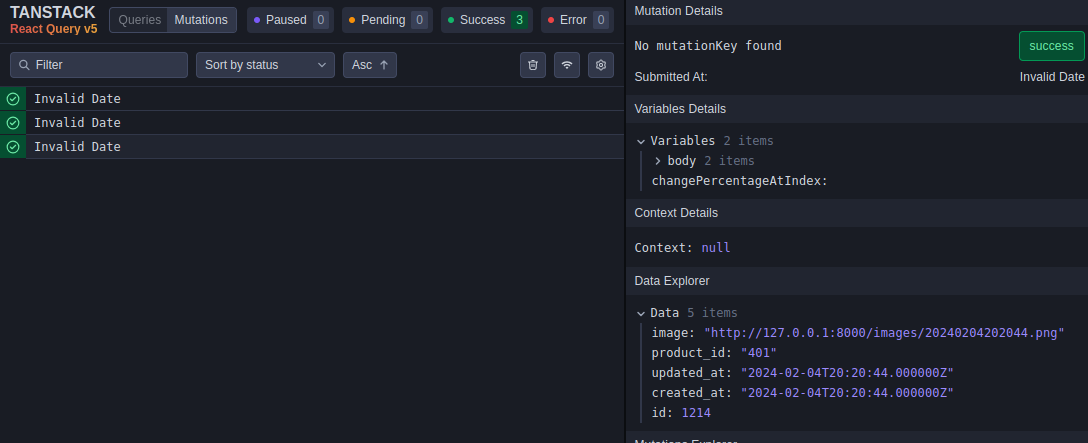 TANSTACK
React Query v5
Queries Mutations
Paused 0 Pending 0 Success 3 Error 0
Filter Sort by status Asc
Invalid Date
Invalid Date
Invalid Date
Mutation Details
No mutationKey found success
Submitted At: Invalid Date
Variables Details
Variables 2 items
body 2 items
changePercentageAtIndex:
Context Details
Context: null
Data Explorer
Data 5 items
image: "http://127.0.0.1:8000/images/20240204202044.png"
product_id: "401"
updated_at: "2024-02-04T20:20:44.000000Z"
created_at: "2024-02-04T20:20:44.000000Z"
id: 1214
Mutations Explorer